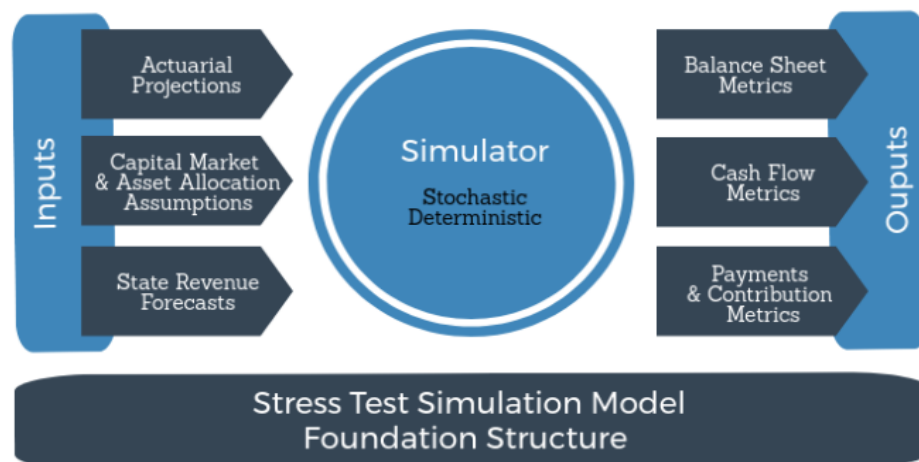 Inputs
Actuarial
Projections
Capital Market
& Asset Allocation
Assumptions
State Revenue
Forecasts
Simulator
Stochastic
Deterministic
Balance Sheet
Metrics
Cash Flow
Metrics
Payments
& Contribution
Metrics
Ouputs
Stress Test Simulation Model
Foundation Structure